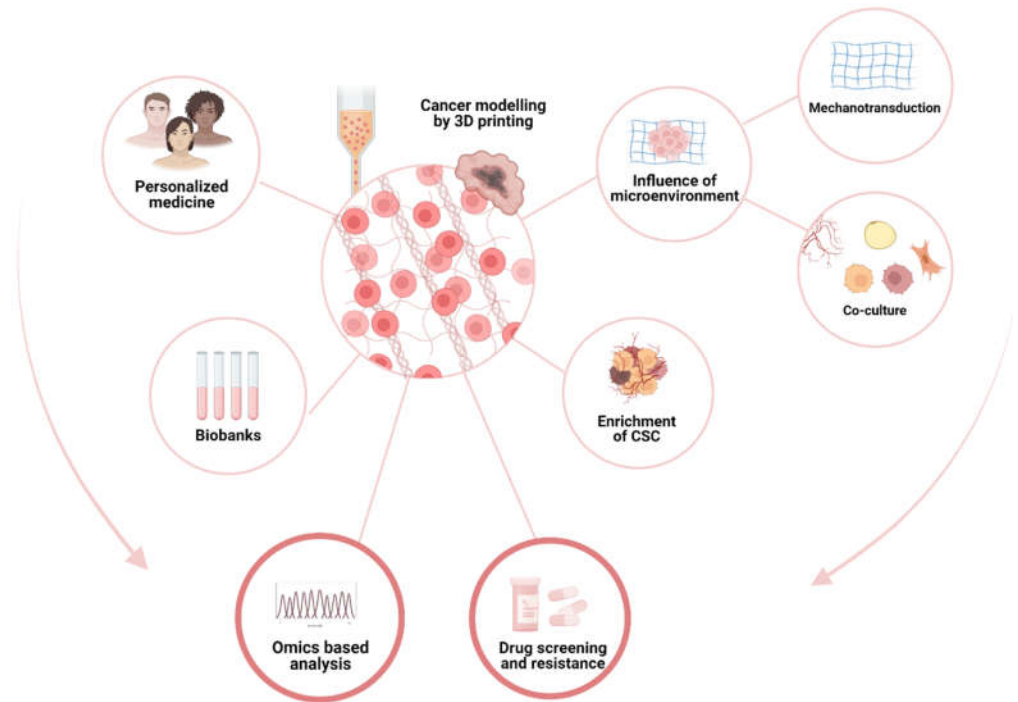 Cancer modelling
by 3D printing
Personalized
medicine
Influence of
microenvironment
Mechanotransduction
Co-culture
Biobanks
Enrichment
of CSC
Omics based
analysis
Drug screening
and resistance